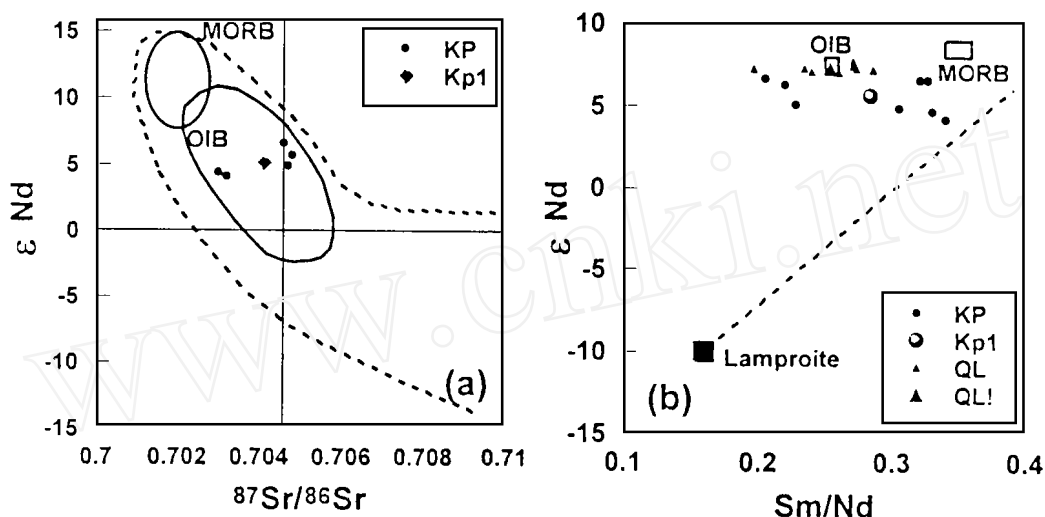 15
10
5
0
-5
-10
-15
ε Nd
MORB
OIB
KP
Kp1
(a)
0.7 0.702 0.704 0.706 0.708 0.71
87Sr/86Sr
10
5
0
-5
-10
-15
ε Nd
OIB
MORB
Lamproite
KP
Kp1
QL
QL!
(b)
0.1 0.2 0.3 0.4
Sm/Nd
www.cnki.net